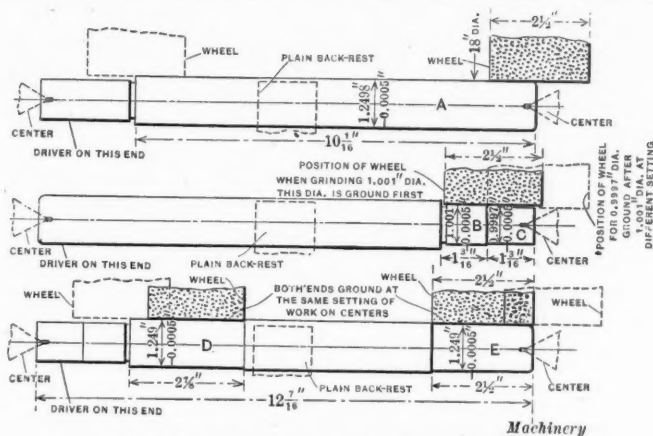 2½"
WHEEL
PLAIN BACK-REST
WHEEL
18" DIA.
1.2498"
-0.0005"
A
CENTER
CENTER
DRIVER ON THIS END
10 1/16"
2½"
POSITION OF WHEEL
WHEN GRINDING 1.001" DIA.
THIS DIA. IS GROUND FIRST
POSITION OF WHEEL
FOR 0.9997" DIA.
GROUND AFTER
1.001" DIA. AT
DIFFERENT SETTING
1.001"
-0.0005
B
.9997"
-0.0005
C
CENTER
PLAIN BACK-REST
1 3/16"
1 3/16"
DRIVER ON THIS END
CENTER
2½"
WHEEL
WHEEL
BOTH ENDS GROUND AT
THE SAME SETTING OF
WORK ON CENTERS
WHEEL
WHEEL
1.249"
-0.0005"
D
1.249"
-0.0005"
E
CENTER
2⅞"
PLAIN BACK-REST
2½"
CENTER
DRIVER ON THIS END
12 7/16"
Machinery